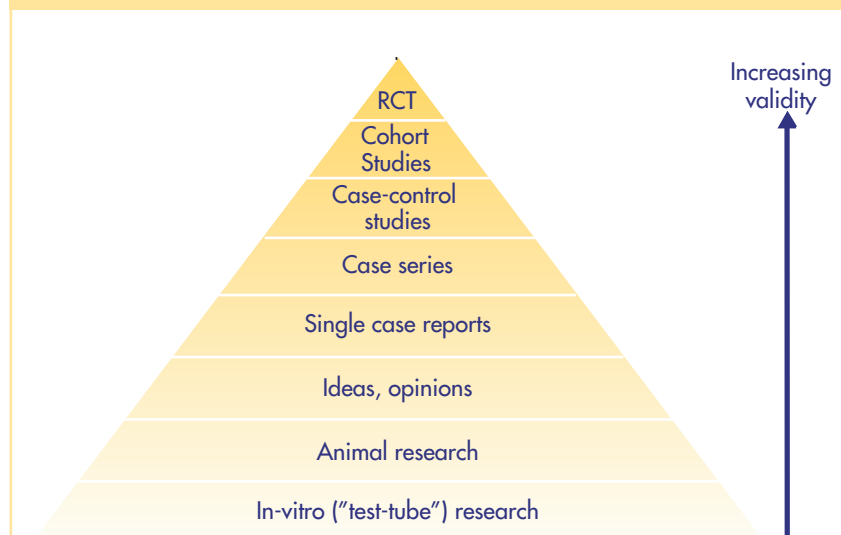 Increasing
validity
RCT
Cohort
Studies
Case-control
studies
Case series
Single case reports
Ideas, opinions
Animal research
In-vitro (”test-tube”) research